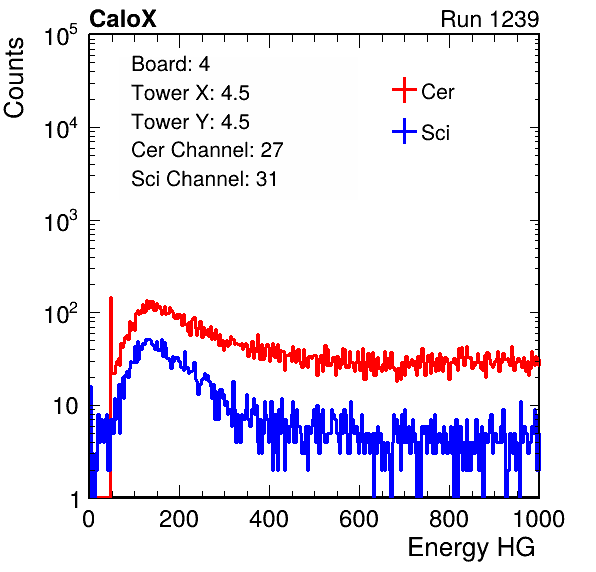 CaloX Run 1239
Counts
10^5
10^4
10^3
10^2
10
1
Board: 4
Tower X: 4.5
Tower Y: 4.5
Cer Channel: 27
Sci Channel: 31
Cer
Sci
0 200 400 600 800 1000
Energy HG